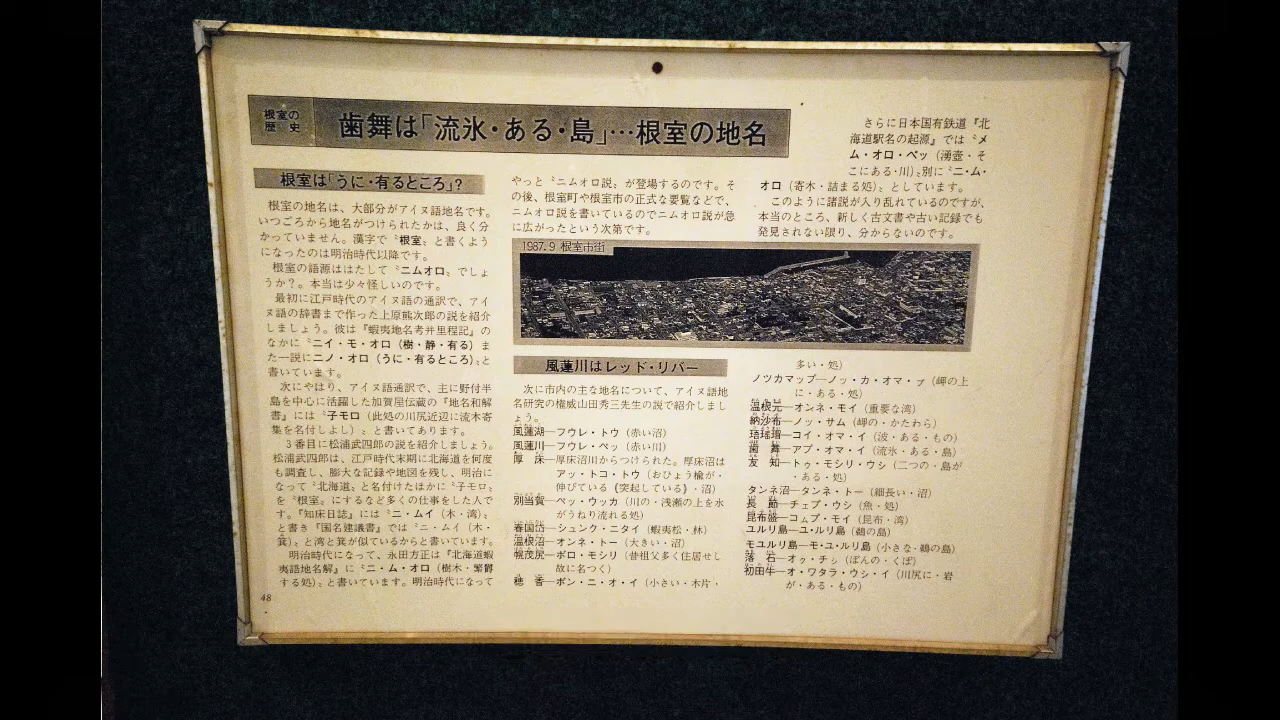 根室の
歴史
歯舞は「流氷・ある・島」…根室の地名
根室は「うに・有るところ」?
根室の地名は、大部分がアイヌ語地名です。
いつごろから地名がつけられたかは、良く分
かっていません。漢字で〝根室〟と書くよう
になったのは明治時代以降です。
根室の語源ははたして〝ニムオロ〟でしょ
うか?。本当は少々怪しいのです。
最初に江戸時代のアイヌ語の通訳で、アイ
ヌ語の辞書まで作った上原熊次郎の説を紹介
しましょう。彼は『蝦夷地名考并里程記』の
なかに〝ニイ・モ・オロ(樹・静・有る)ま
た一説にニノ・オロ(うに・有るところ)〟と
書いています。
次にやはり、アイヌ語通訳で、主に野付半
島を中心に活躍した加賀屋伝蔵の『地名和解
書』には〝子モロ(此処の川尻近辺に流木寄
集を名付しよし)〟と書いてあります。
3番目に松浦武四郎の説を紹介しましょう。
松浦武四郎は、江戸時代末期に北海道を何度
も調査し、膨大な記録や地図を残し、明治に
なって〝北海道〟と名付けたほかに〝子モロ〟
を〝根室〟にするなど多くの仕事をした人で
す。『知床日誌』には〝ニ・ムイ(木・湾)〟
と書き『国名建議書』では〝ニ・ムイ(木・
箕)〟と湾と箕が似ているからと書いています。
明治時代になって、永田方正は『北海道蝦
夷語地名解』に〝ニ・ム・オロ(樹木・繁欝
する処)〟と書いています。明治時代になって
48
やっと〝ニムオロ説〟が登場するのです。そ
の後、根室町や根室市の正式な要覧などで、
ニムオロ説を書いているのでニムオロ説が急
に広がったという次第です。
さらに日本国有鉄道『北
海道駅名の起源』では〝メ
ム・オロ・ペッ(湧壺・そ
こにある・川)〟別に〝ニ・ム・
オロ(寄木・詰まる処)〟としています。
このように諸説が入り乱れているのですが、
本当のところ、新しく古文書や古い記録でも
発見されない限り、分からないのです。
1987.9 根室市街
風蓮川はレッド・リバー
次に市内の主な地名について、アイヌ語地
名研究の権威山田秀三先生の説で紹介しまし
ょう。
風蓮湖―フウレ・トウ(赤い沼)
風蓮川―フウレ・ペッ(赤い川)
厚床―厚床沼川からつけられた。厚床沼は
アッ・トコ・トウ(おひょう楡が・
伸びている《突起している》・沼)
別当賀―ペッ・ウッカ(川の・浅瀬の上を水
がうねり流れる処)
春国岱―シュンク・ニタイ(蝦夷松・林)
温根沼―オンネ・トー(大きい・沼)
幌茂尻―ポロ・モシリ(昔祖父多く住居せし
故に名つく)
穂香―ポン・ニ・オ・イ(小さい・木片・
多い・処)
ノツカマップ―ノッ・カ・オマ・プ(岬の上
に・ある・処)
温根元―オンネ・モイ(重要な湾)
納沙布―ノッ・サム(岬の・かたわら)
珸瑶瑁―コイ・オマ・イ(波・ある・もの)
歯舞―アプ・オマ・イ(流氷・ある・島)
友知―トゥ・モシリ・ウシ(二つの・島が
・ある・処)
タンネ沼―タンネ・トー(細長い・沼)
長節―チェプ・ウシ(魚・処)
昆布盛―コムプ・モイ(昆布・湾)
ユルリ島―ユ・ルリ島(鵜の島)
モユルリ島―モ・ユ・ルリ島(小さな・鵜の島)
落石―オゥ・チシ(ぼんの・くぼ)
初田牛―オ・ワタラ・ウシ・イ(川尻に・岩
が・ある・もの)